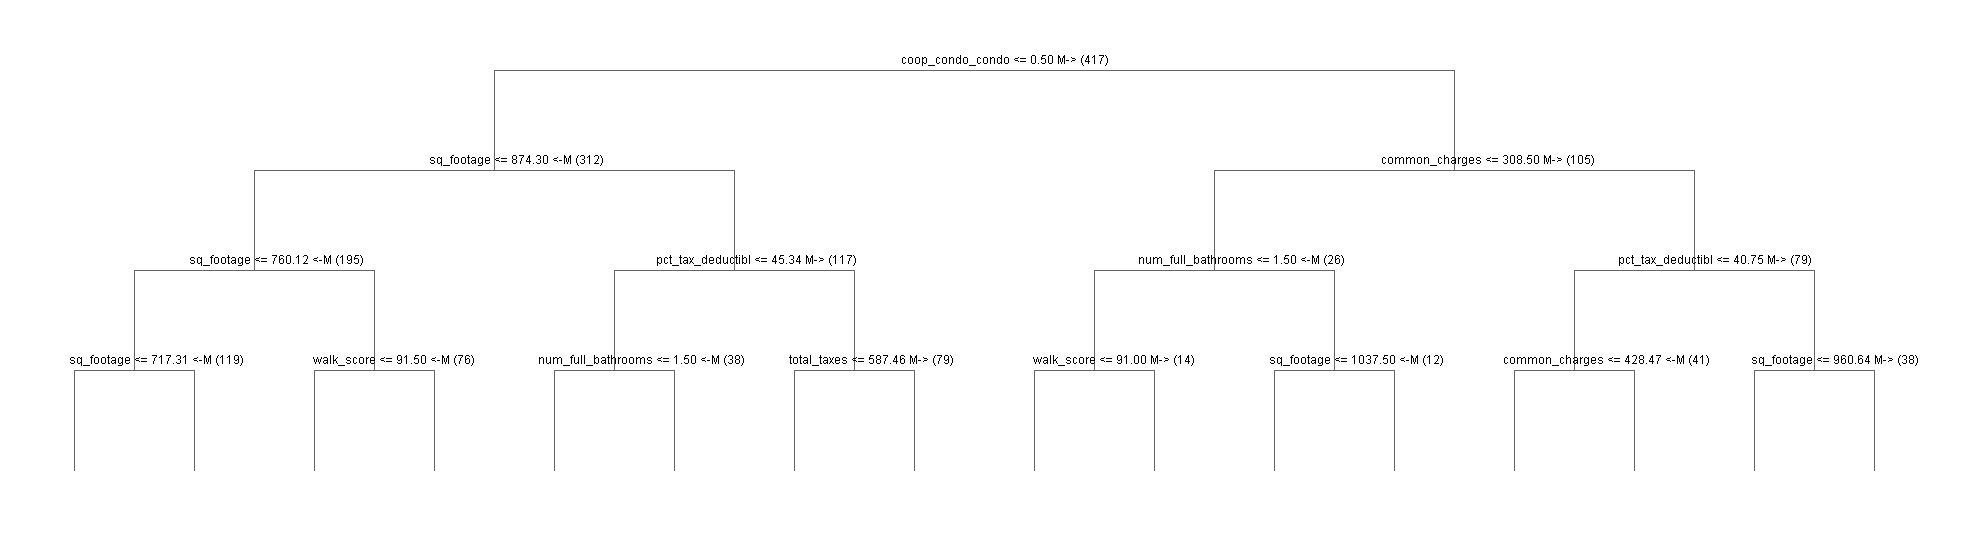 coop_condo_condo <= 0.50 M-> (417)
sq_footage <= 874.30 <-M (312)
common_charges <= 308.50 M-> (105)
sq_footage <= 760.12 <-M (195)
pct_tax_deductibl <= 45.34 M-> (117)
num_full_bathrooms <= 1.50 <-M (26)
pct_tax_deductibl <= 40.75 M-> (79)
sq_footage <= 717.31 <-M (119)
walk_score <= 91.50 <-M (76)
num_full_bathrooms <= 1.50 <-M (38)
total_taxes <= 587.46 M-> (79)
walk_score <= 91.00 M-> (14)
sq_footage <= 1037.50 <-M (12)
common_charges <= 428.47 <-M (41)
sq_footage <= 960.64 M-> (38)